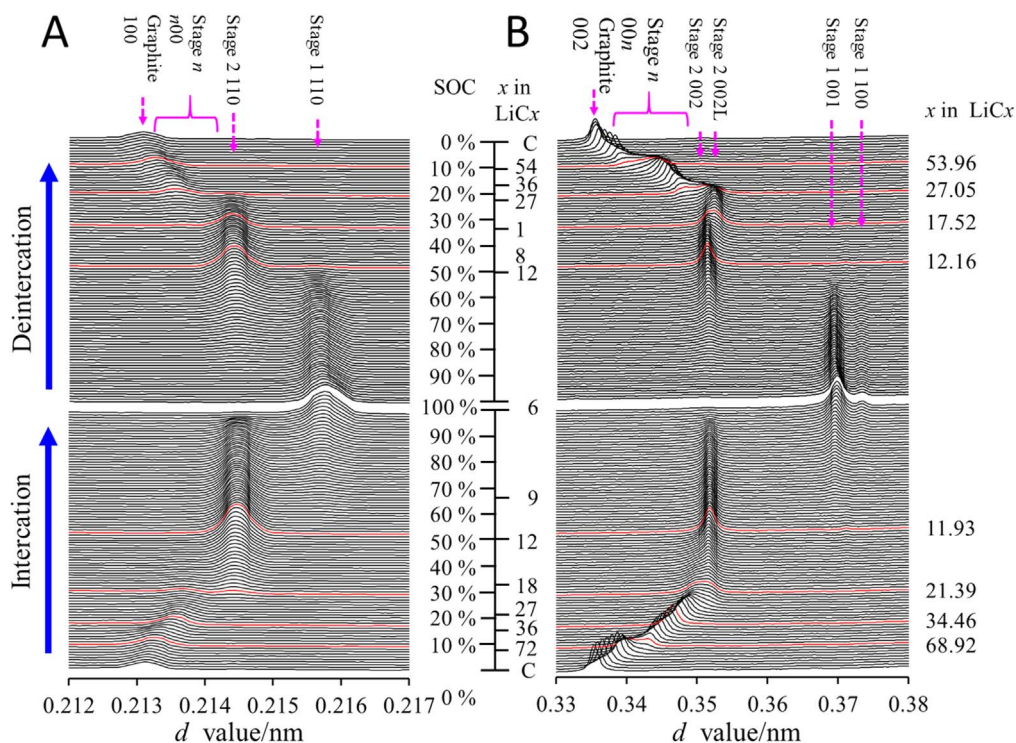 A
B
Graphite
100
Stage n
n00
Stage 2 110
Stage 1 110
Graphite
002
Stage n
00n
Stage 2 002
Stage 2 002L
Stage 1 001
Stage 1 100
SOC
x in
LiCx
x in LiCx
0 %
10 %
20 %
30 %
40 %
50 %
60 %
70 %
80 %
90 %
100 %
90 %
80 %
70 %
60 %
50 %
40 %
30 %
20 %
10 %
0 %
C
54
36
27
1
8
12
6
9
12
18
27
36
72
C
53.96
27.05
17.52
12.16
11.93
21.39
34.46
68.92
Deintercation
Intercation
0.212 0.213 0.214 0.215 0.216 0.217
d value/nm
0.33 0.34 0.35 0.36 0.37 0.38
d value/nm